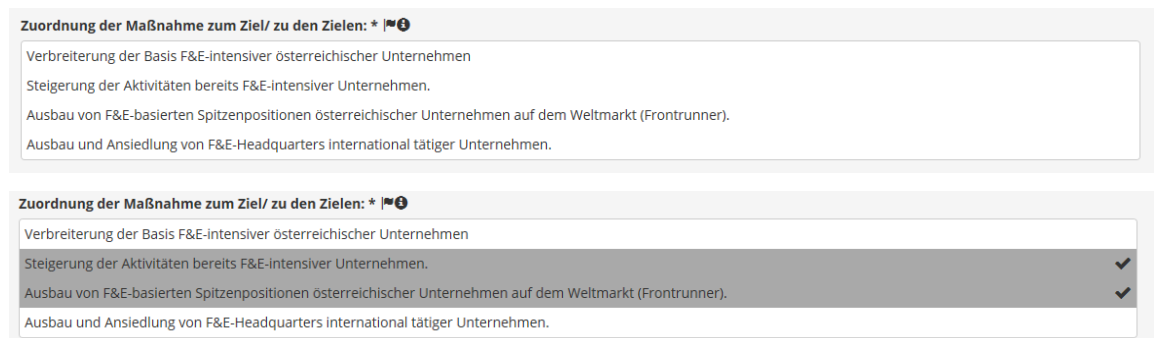 Zuordnung der Maßnahme zum Ziel/ zu den Zielen: *
Verbreiterung der Basis F&E-intensiver österreichischer Unternehmen
Steigerung der Aktivitäten bereits F&E-intensiver Unternehmen.
Ausbau von F&E-basierten Spitzenpositionen österreichischer Unternehmen auf dem Weltmarkt (Frontrunner).
Ausbau und Ansiedlung von F&E-Headquarters international tätiger Unternehmen.
Zuordnung der Maßnahme zum Ziel/ zu den Zielen: *
Verbreiterung der Basis F&E-intensiver österreichischer Unternehmen
Steigerung der Aktivitäten bereits F&E-intensiver Unternehmen.
Ausbau von F&E-basierten Spitzenpositionen österreichischer Unternehmen auf dem Weltmarkt (Frontrunner).
Ausbau und Ansiedlung von F&E-Headquarters international tätiger Unternehmen.